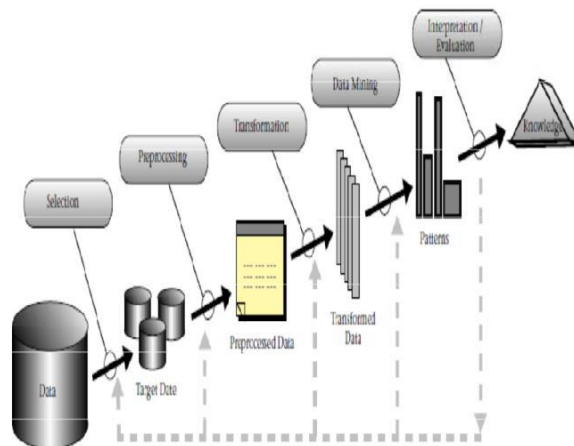 Interpretation /
Evaluation
Data Mining
Transformation
Preprocessing
Selection
Knowledge
Patterns
Transformed
Data
Preprocessed Data
Target Date
Data